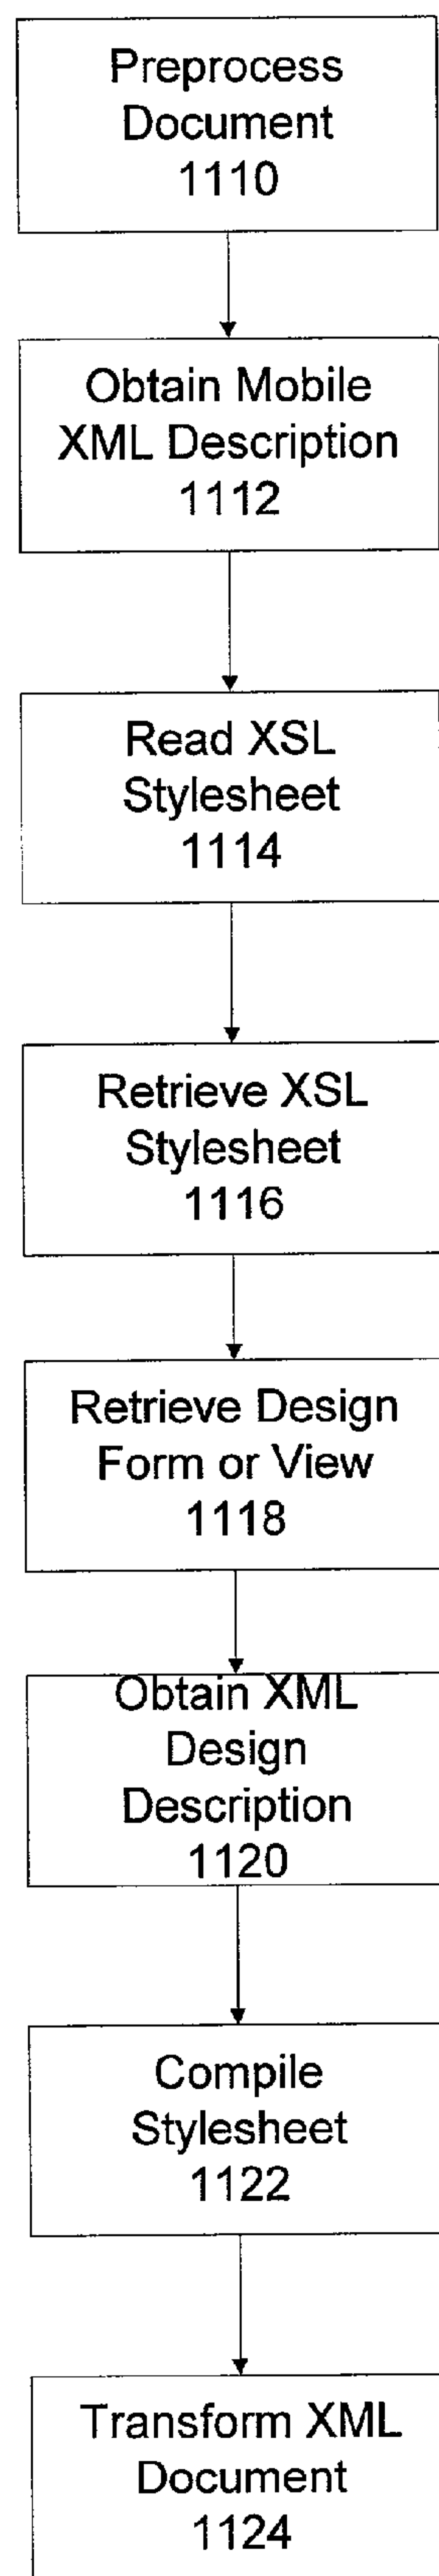 Preprocess
Document
1110
Obtain Mobile
XML Description
1112
Read XSL
Stylesheet
1114
Retrieve XSL
Stylesheet
1116
Retrieve Design
Form or View
1118
Obtain XML
Design
Description
1120
Compile
Stylesheet
1122
Transform XML
Document
1124